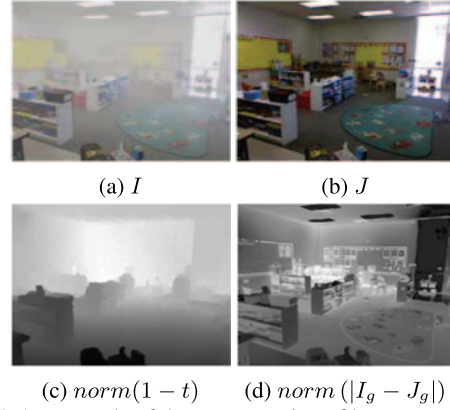 (a) I
(b) J
(c) norm(1 − t)
(d) norm (|I_g − J_g|)